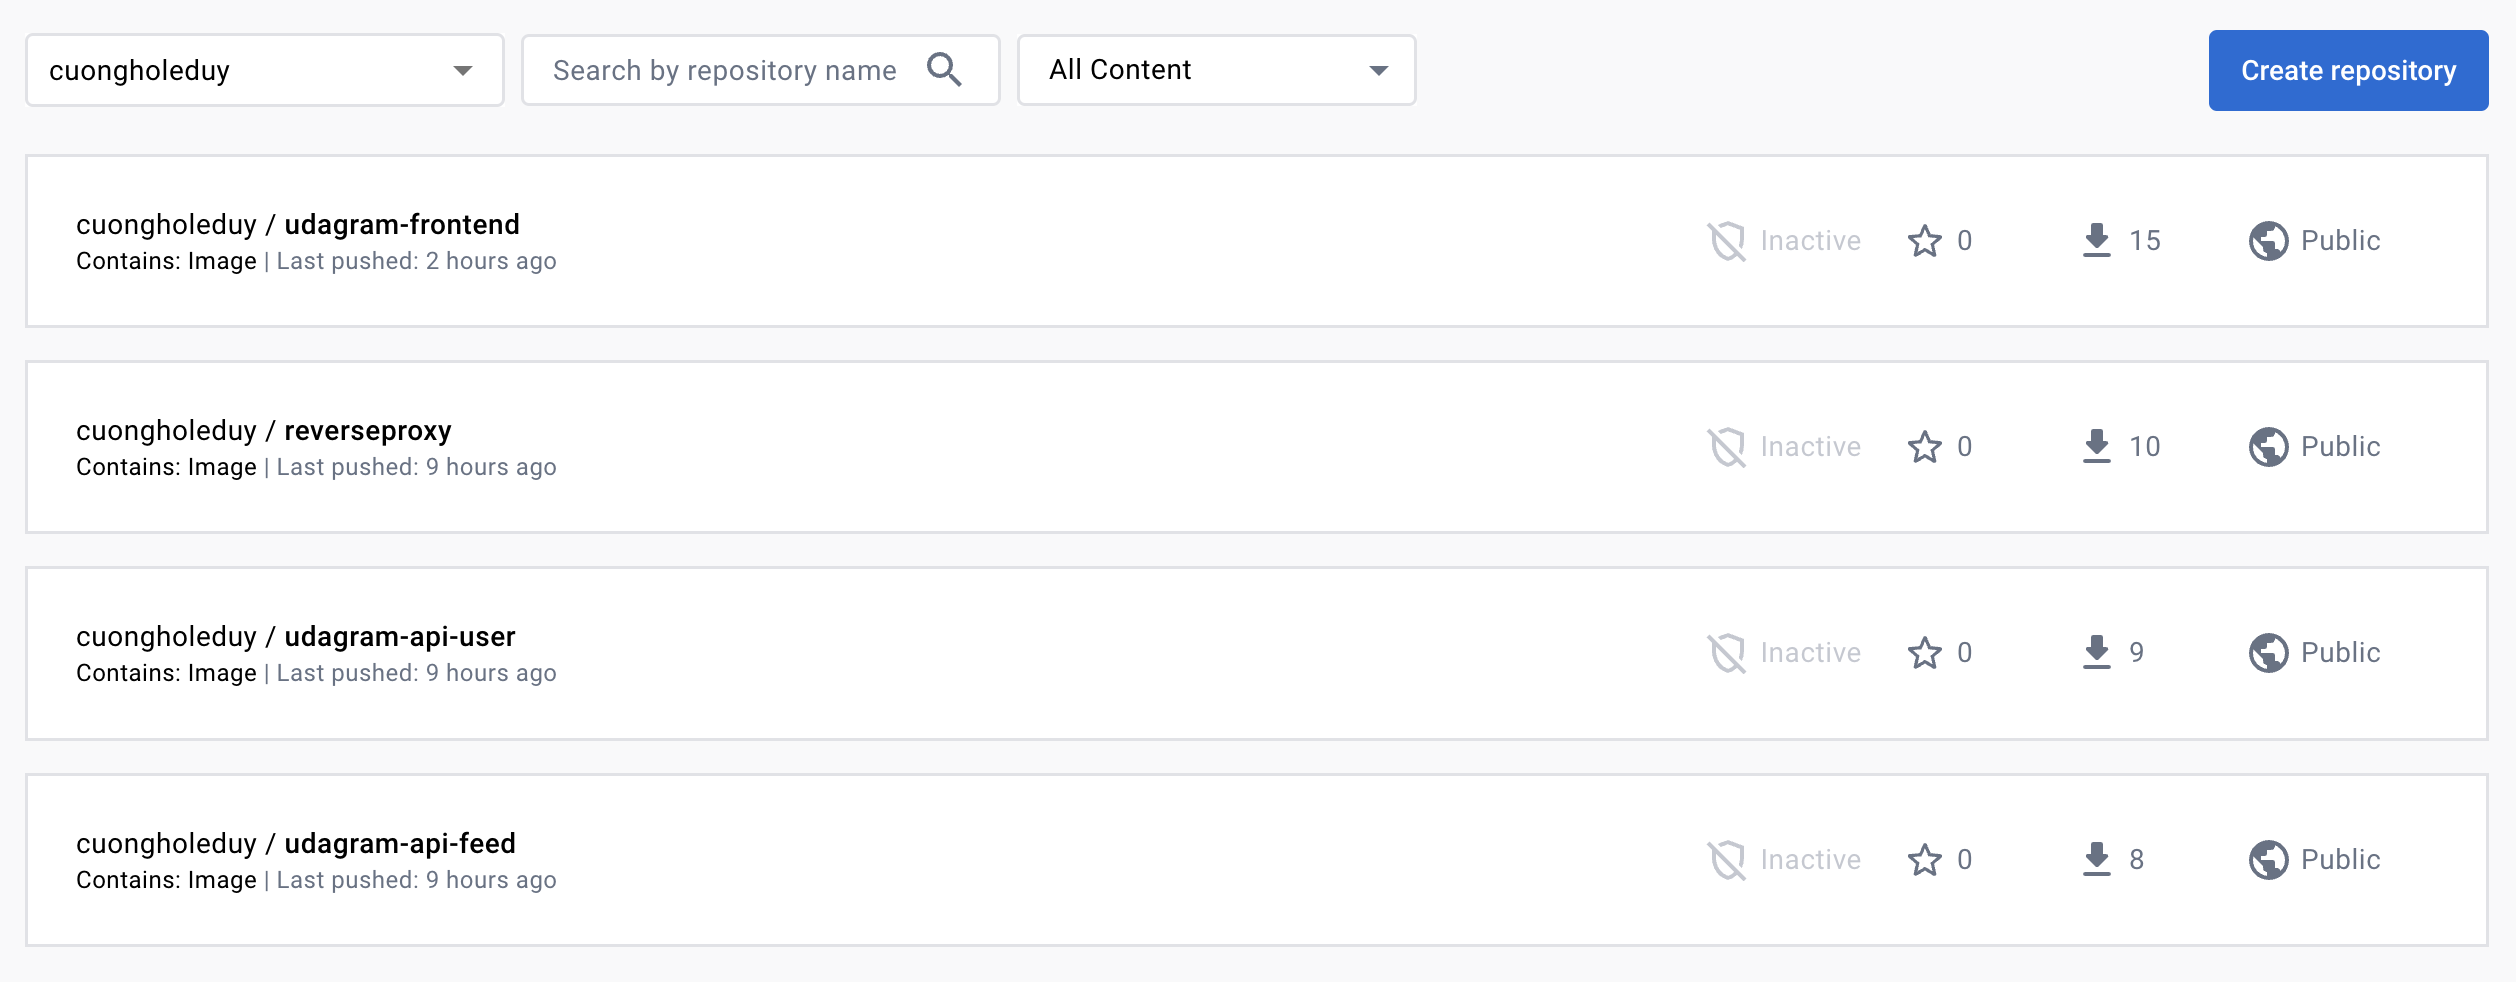 cuongholeduy
Search by repository name
All Content
Create repository
cuongholeduy / udagram-frontend
Contains: Image | Last pushed: 2 hours ago
Inactive
0
15
Public
cuongholeduy / reverseproxy
Contains: Image | Last pushed: 9 hours ago
Inactive
0
10
Public
cuongholeduy / udagram-api-user
Contains: Image | Last pushed: 9 hours ago
Inactive
0
9
Public
cuongholeduy / udagram-api-feed
Contains: Image | Last pushed: 9 hours ago
Inactive
0
8
Public